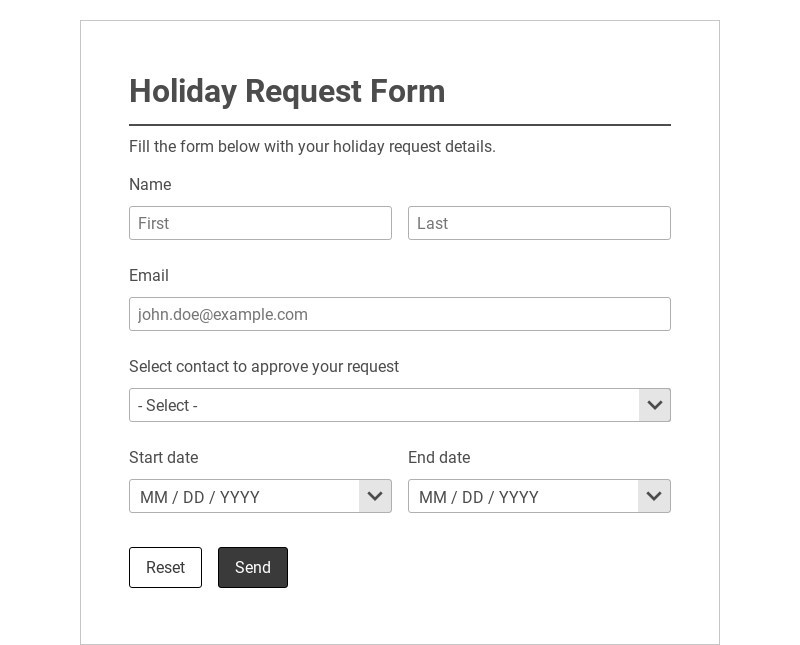 Holiday Request Form
Fill the form below with your holiday request details.
Name
First Last
Email
john.doe@example.com
Select contact to approve your request
- Select -
Start date End date
MM / DD / YYYY MM / DD / YYYY
Reset Send